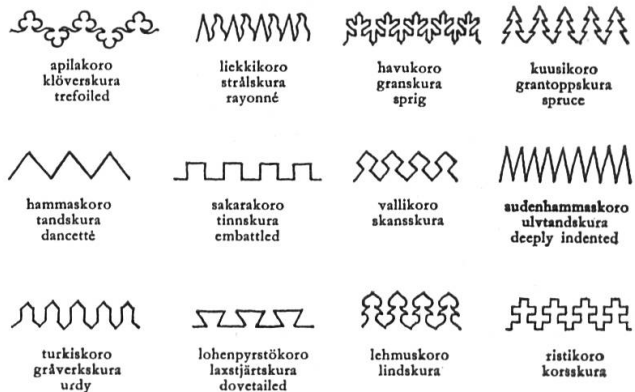 apilakoro
klöverskura
trefoiled
liekkikoro
strålskura
rayonné
havukoro
granskura
sprig
kuusikoro
grantoppskura
spruce
hammaskoro
tandskura
dancetté
sakarakoro
tinnskura
embattled
vallikoro
skansskura
sudenhammaskoro
ulvtandskura
deeply indented
turkiskoro
gråverkskura
urdy
lohenpyrstökoro
laxstjärtskura
dovetailed
lehmuskoro
lindskura
ristikoro
korsskura